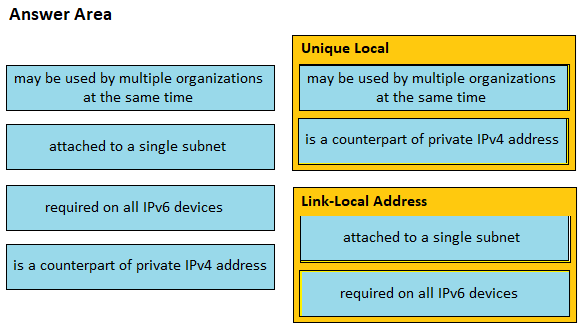 Answer Area
may be used by multiple organizations
at the same time
attached to a single subnet
required on all IPv6 devices
is a counterpart of private IPv4 address
Unique Local
may be used by multiple organizations
at the same time
is a counterpart of private IPv4 address
Link-Local Address
attached to a single subnet
required on all IPv6 devices